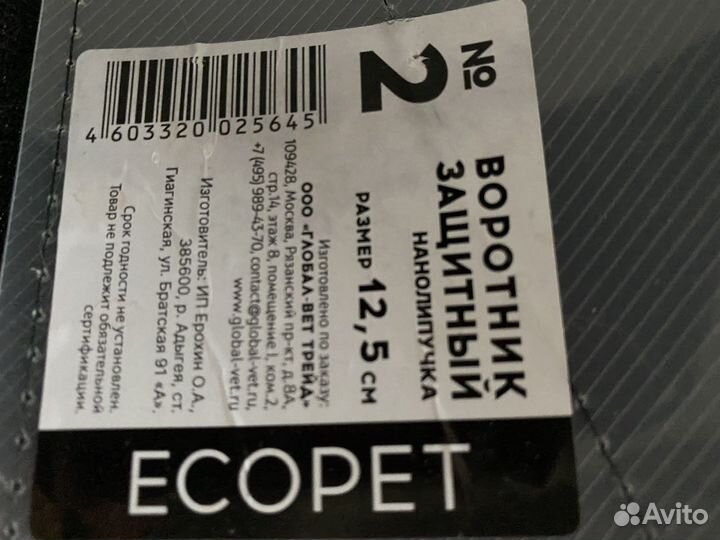 №
2
ВОРОТНИК
ЗАЩИТНЫЙ
НАНОЛИПУЧКА
РАЗМЕР 12,5 СМ
Изготовлено по заказу:
ООО «ГЛОБАЛ-ВЕТ ТРЕЙД»
109428, Москва, Рязанский пр-кт, д.8А,
стр.14, этаж 8, помещение I, ком.2,
+7 (495) 989-43-70, contact@global-vet.ru
www.global-vet.ru
Изготовитель: ИП Ерохин О.А.,
385600, р. Адыгея, ст.
Гиагинская, ул. Братская 91 «А».
Срок годности не установлен.
Товар не подлежит обязательной
сертификации.
4603320025645
ECOPET
Avito